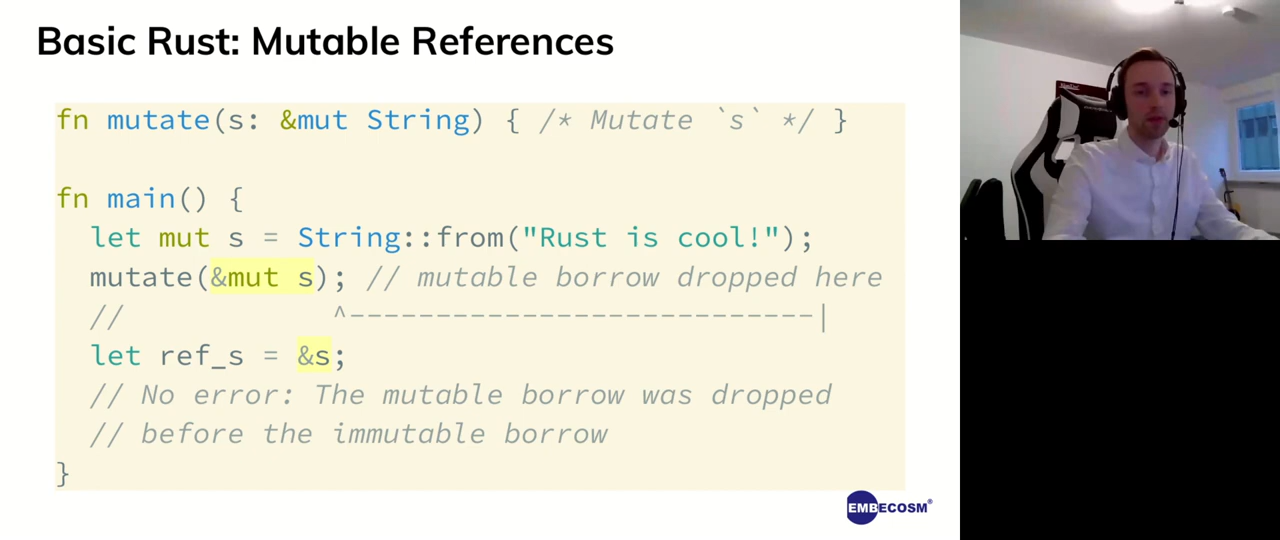 Basic Rust: Mutable References
fn mutate(s: &mut String) { /* Mutate `s` */ }
fn main() {
let mut s = String::from("Rust is cool!");
mutate(&mut s); // mutable borrow dropped here
// ^---------------------------|
let ref_s = &s;
// No error: The mutable borrow was dropped
// before the immutable borrow
}
EMBECOSM®